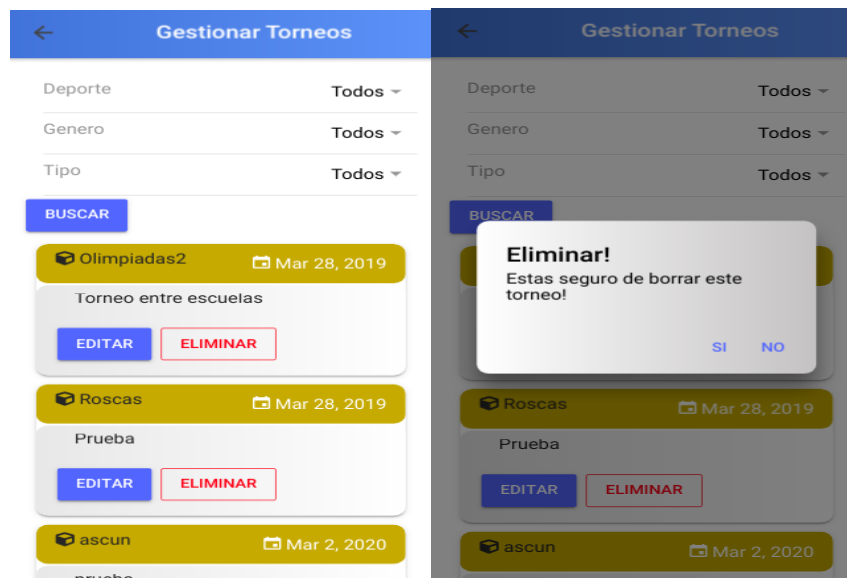 Gestionar Torneos
Deporte Todos
Genero Todos
Tipo Todos
BUSCAR
Olimpiadas2 Mar 28, 2019
Torneo entre escuelas
EDITAR ELIMINAR
Roscas Mar 28, 2019
Prueba
EDITAR ELIMINAR
ascun Mar 2, 2020
prueba
Gestionar Torneos
Deporte Todos
Genero Todos
Tipo Todos
BUSCAR
Eliminar!
Estas seguro de borrar este
torneo!
SI NO
Roscas Mar 28, 2019
Prueba
EDITAR ELIMINAR
ascun Mar 2, 2020